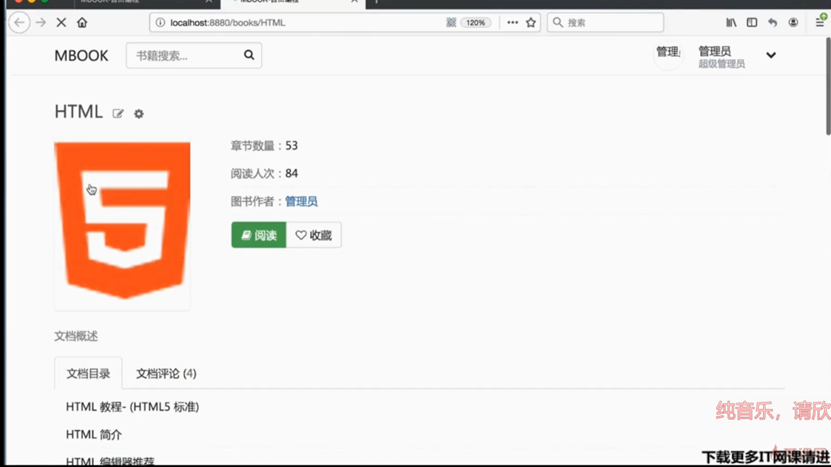 localhost:8880/books/HTML
120%
搜索
MBOOK
书籍搜索...
管理员
超级管理员
HTML
章节数量：53
阅读人次：84
图书作者：管理员
阅读
收藏
文档概述
文档目录
文档评论 (4)
HTML 教程- (HTML5 标准)
HTML 简介
HTML 编辑器推荐
纯音乐，请欣
下载更多IT网课请进